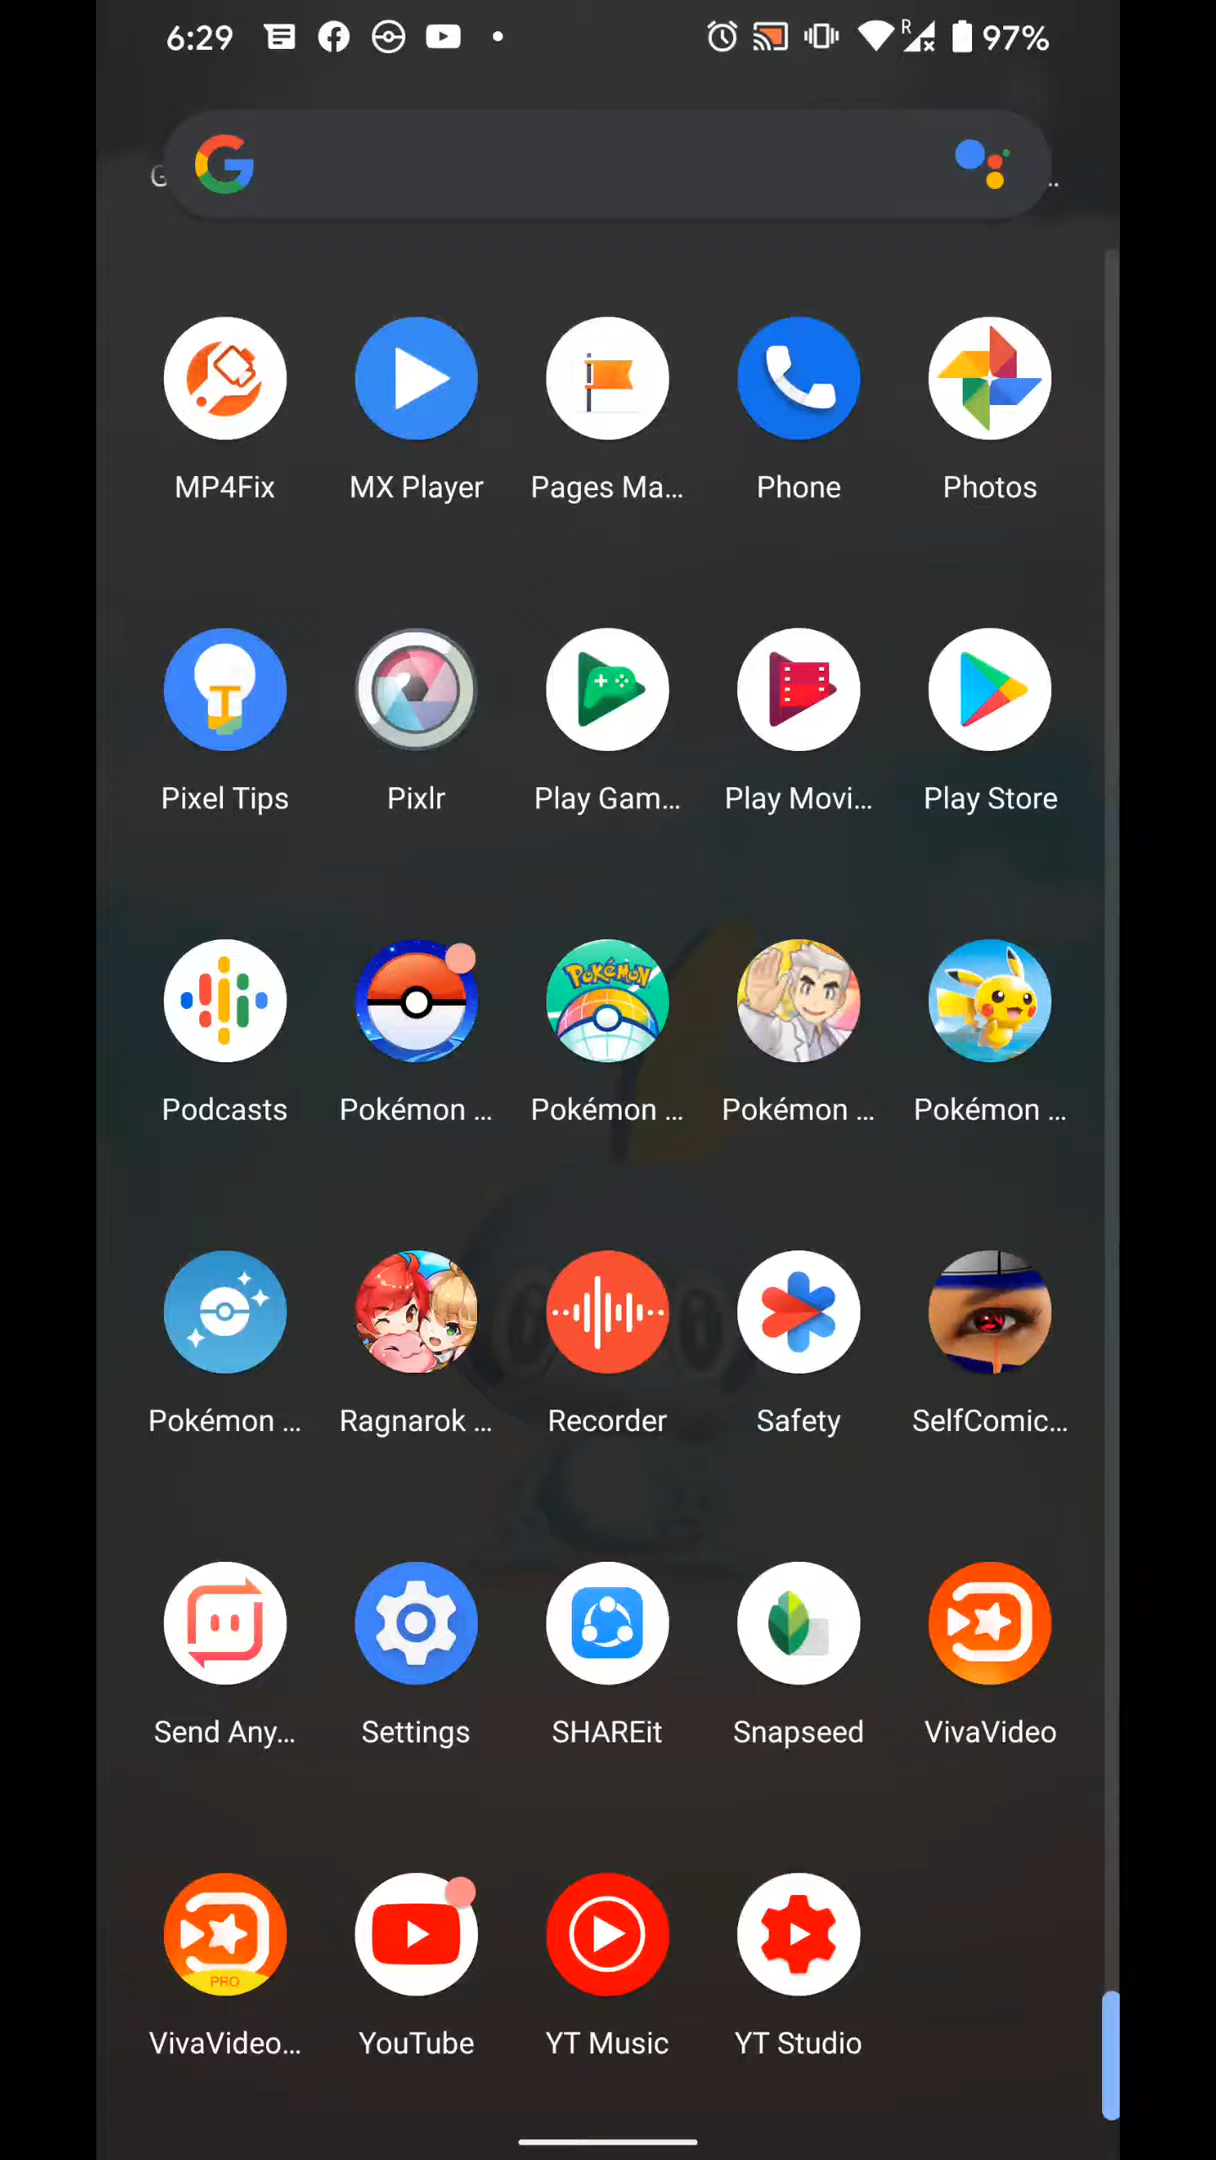 6:29 97%
G ..
MP4Fix MX Player Pages Ma... Phone Photos
Pixel Tips Pixlr Play Gam... Play Movi... Play Store
POKéMON
Podcasts Pokémon ... Pokémon ... Pokémon ... Pokémon ...
Pokémon ... Ragnarok ... Recorder Safety SelfComic...
Send Any... Settings SHAREit Snapseed VivaVideo
PRO
VivaVideo... YouTube YT Music YT Studio